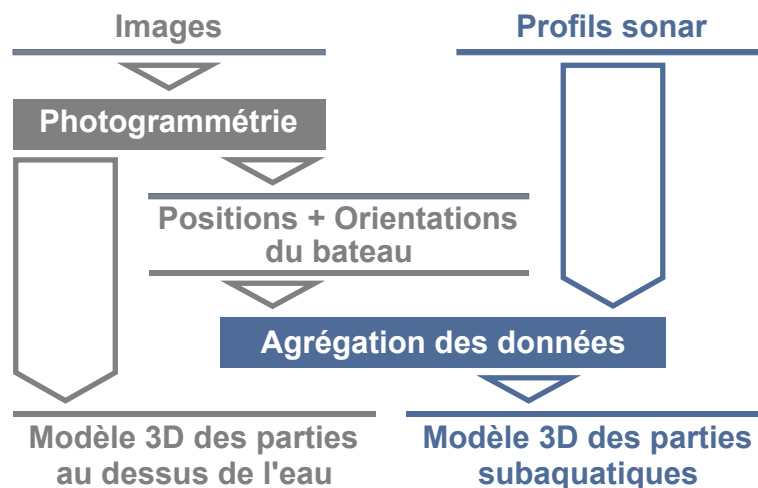 Images
Profils sonar
Photogrammétrie
Positions + Orientations
du bateau
Agrégation des données
Modèle 3D des parties
au dessus de l'eau
Modèle 3D des parties
subaquatiques